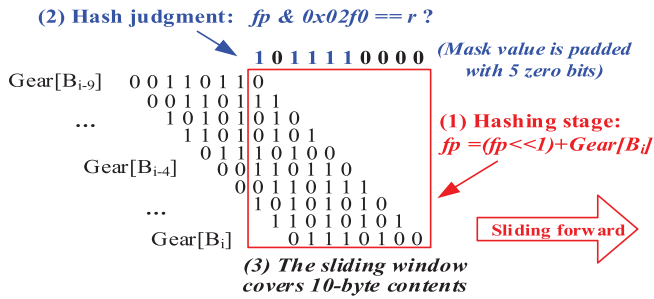 (2) Hash judgment: fp & 0x02f0 == r ?
1 0 1 1 1 1 0 0 0 0
(Mask value is padded
with 5 zero bits)
Gear[Bi-9] 0 0 1 1 0 1 1 0
0 0 1 1 0 1 1 1
... 1 0 1 0 1 0 1 0
1 1 0 1 0 1 0 1
0 1 1 1 0 1 0 0
Gear[Bi-4] 0 0 1 1 0 1 1 0
0 0 1 1 0 1 1 1
... 1 0 1 0 1 0 1 0
1 1 0 1 0 1 0 1
Gear[Bi] 0 1 1 1 0 1 0 0
(1) Hashing stage:
fp =(fp<<1)+Gear[Bi]
Sliding forward
(3) The sliding window
covers 10-byte contents